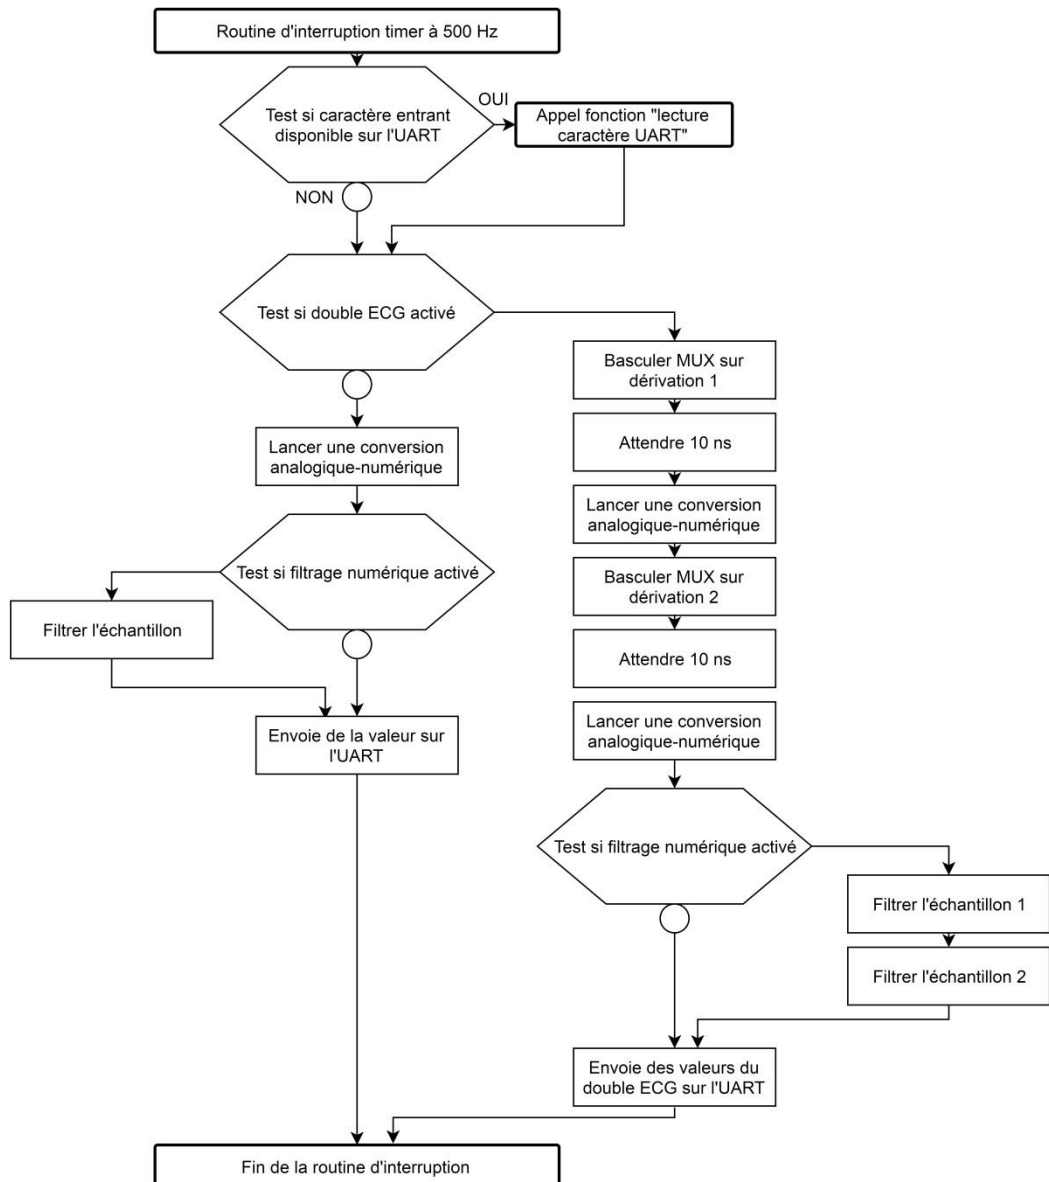 Routine d'interruption timer à 500 Hz
Test si caractère entrant
disponible sur l'UART
OUI
Appel fonction "lecture
caractère UART"
NON
Test si double ECG activé
Basculer MUX sur
dérivation 1
Attendre 10 ns
Lancer une conversion
analogique-numérique
Lancer une conversion
analogique-numérique
Basculer MUX sur
dérivation 2
Test si filtrage numérique activé
Filtrer l'échantillon
Attendre 10 ns
Envoie de la valeur sur
l'UART
Lancer une conversion
analogique-numérique
Test si filtrage numérique activé
Filtrer l'échantillon 1
Filtrer l'échantillon 2
Envoie des valeurs du
double ECG sur l'UART
Fin de la routine d'interruption